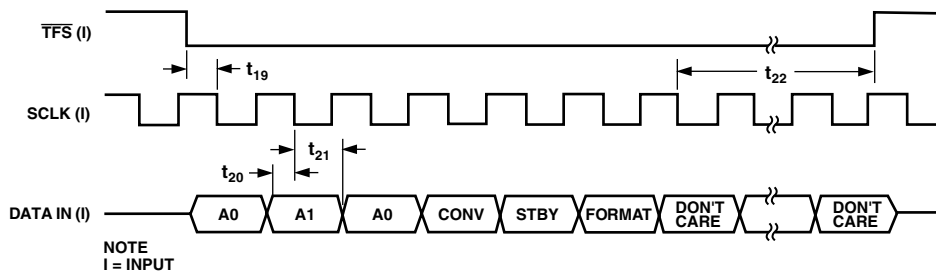 TFS (I)
t19
t22
SCLK (I)
t21
t20
DATA IN (I)
A0
A1
A0
CONV
STBY
FORMAT
DON'T
CARE
DON'T
CARE
NOTE
I = INPUT